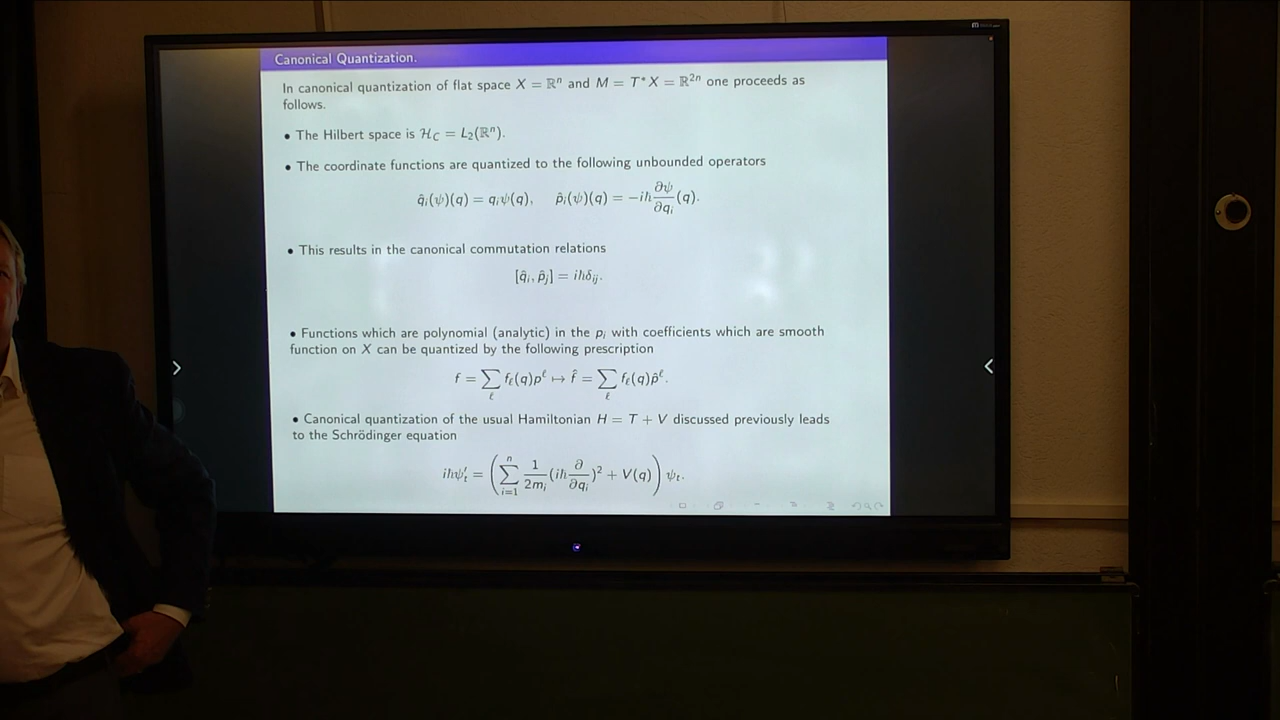 Canonical Quantization.
In canonical quantization of flat space X = ℝⁿ and M = T*X = ℝ²ⁿ one proceeds as
follows.
• The Hilbert space is ℋ_C = L₂(ℝⁿ).
• The coordinate functions are quantized to the following unbounded operators
q̂ᵢ(ψ)(q) = qᵢψ(q), p̂ᵢ(ψ)(q) = −iℏ ∂ψ/∂qᵢ (q).
• This results in the canonical commutation relations
[q̂ᵢ, p̂ⱼ] = iℏδᵢⱼ.
• Functions which are polynomial (analytic) in the pᵢ with coefficients which are smooth
function on X can be quantized by the following prescription
f = ∑_ℓ f_ℓ(q)p^ℓ ↦ f̂ = ∑_ℓ f_ℓ(q)p̂^ℓ.
• Canonical quantization of the usual Hamiltonian H = T + V discussed previously leads
to the Schrödinger equation
iℏψ′ₜ = (∑_{i=1}^n 1/2mᵢ (iℏ ∂/∂qᵢ)² + V(q)) ψₜ.